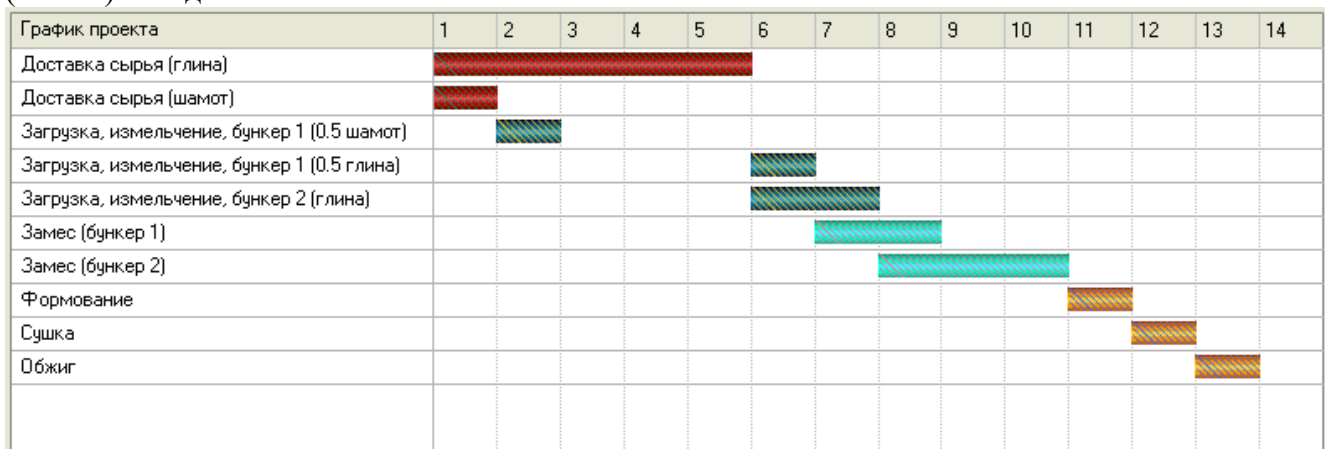 График проекта 1 2 3 4 5 6 7 8 9 10 11 12 13 14
Доставка сырья (глина)
Доставка сырья (шамот)
Загрузка, измельчение, бункер 1 (0.5 шамот)
Загрузка, измельчение, бункер 1 (0.5 глина)
Загрузка, измельчение, бункер 2 (глина)
Замес (бункер 1)
Замес (бункер 2)
Формование
Сушка
Обжиг